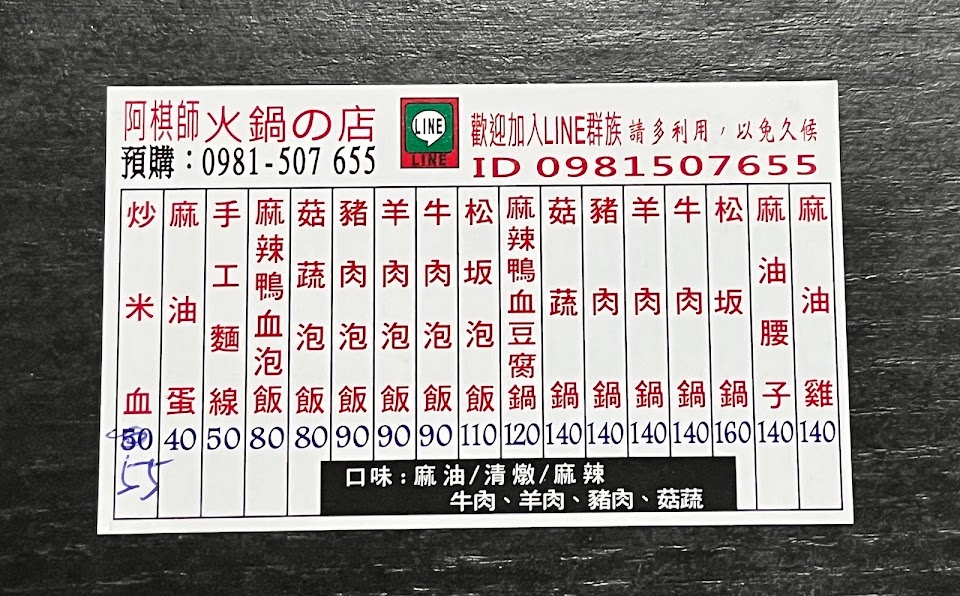 阿棋師火鍋の店
預購：0981-507 655
LINE
LINE
歡迎加入LINE群族 請多利用，以免久候
ID 0981507655
麻油雞 140
麻油腰子 140
松坂鍋 160
牛肉鍋 140
羊肉鍋 140
豬肉鍋 140
菇蔬鍋 140
麻辣鴨血豆腐鍋 120
松坂泡飯 110
牛肉泡飯 90
羊肉泡飯 90
豬肉泡飯 90
菇蔬泡飯 80
麻辣鴨血泡飯 80
手工麵線 50
麻油蛋 40
炒米血 50
55
口味：麻油/清燉/麻辣
牛肉、羊肉、豬肉、菇蔬